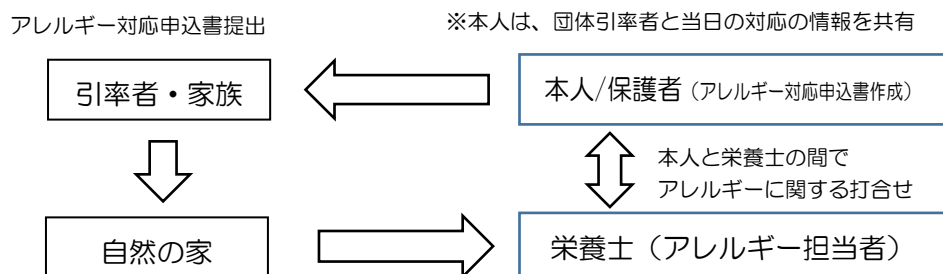 アレルギー対応申込書提出
※本人は、団体引率者と当日の対応の情報を共有
引率者・家族
本人/保護者（アレルギー対応申込書作成）
本人と栄養士の間で
アレルギーに関する打合せ
自然の家
栄養士（アレルギー担当者）